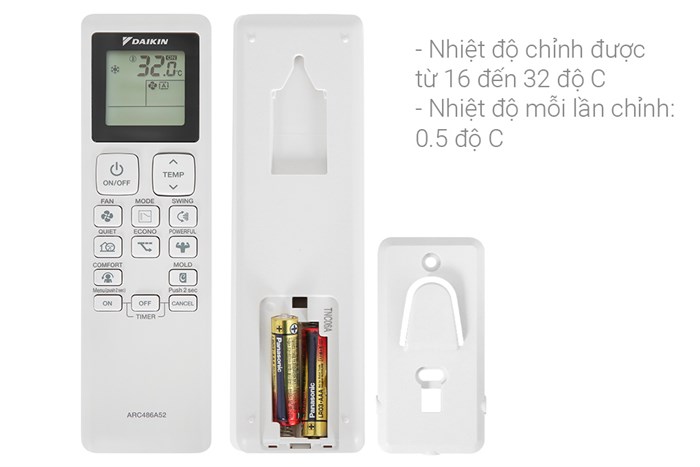 DAIKIN
32.0°C
A
ON/OFF
TEMP
FAN MODE SWING
QUIET ECONO POWERFUL
COMFORT MOLD
Push 2 sec
ON OFF CANCEL
TIMER
ARC486A52
TNC09A
Panasonic
Panasonic
- Nhiệt độ chỉnh được
từ 16 đến 32 độ C
- Nhiệt độ mỗi lần chỉnh:
0.5 độ C